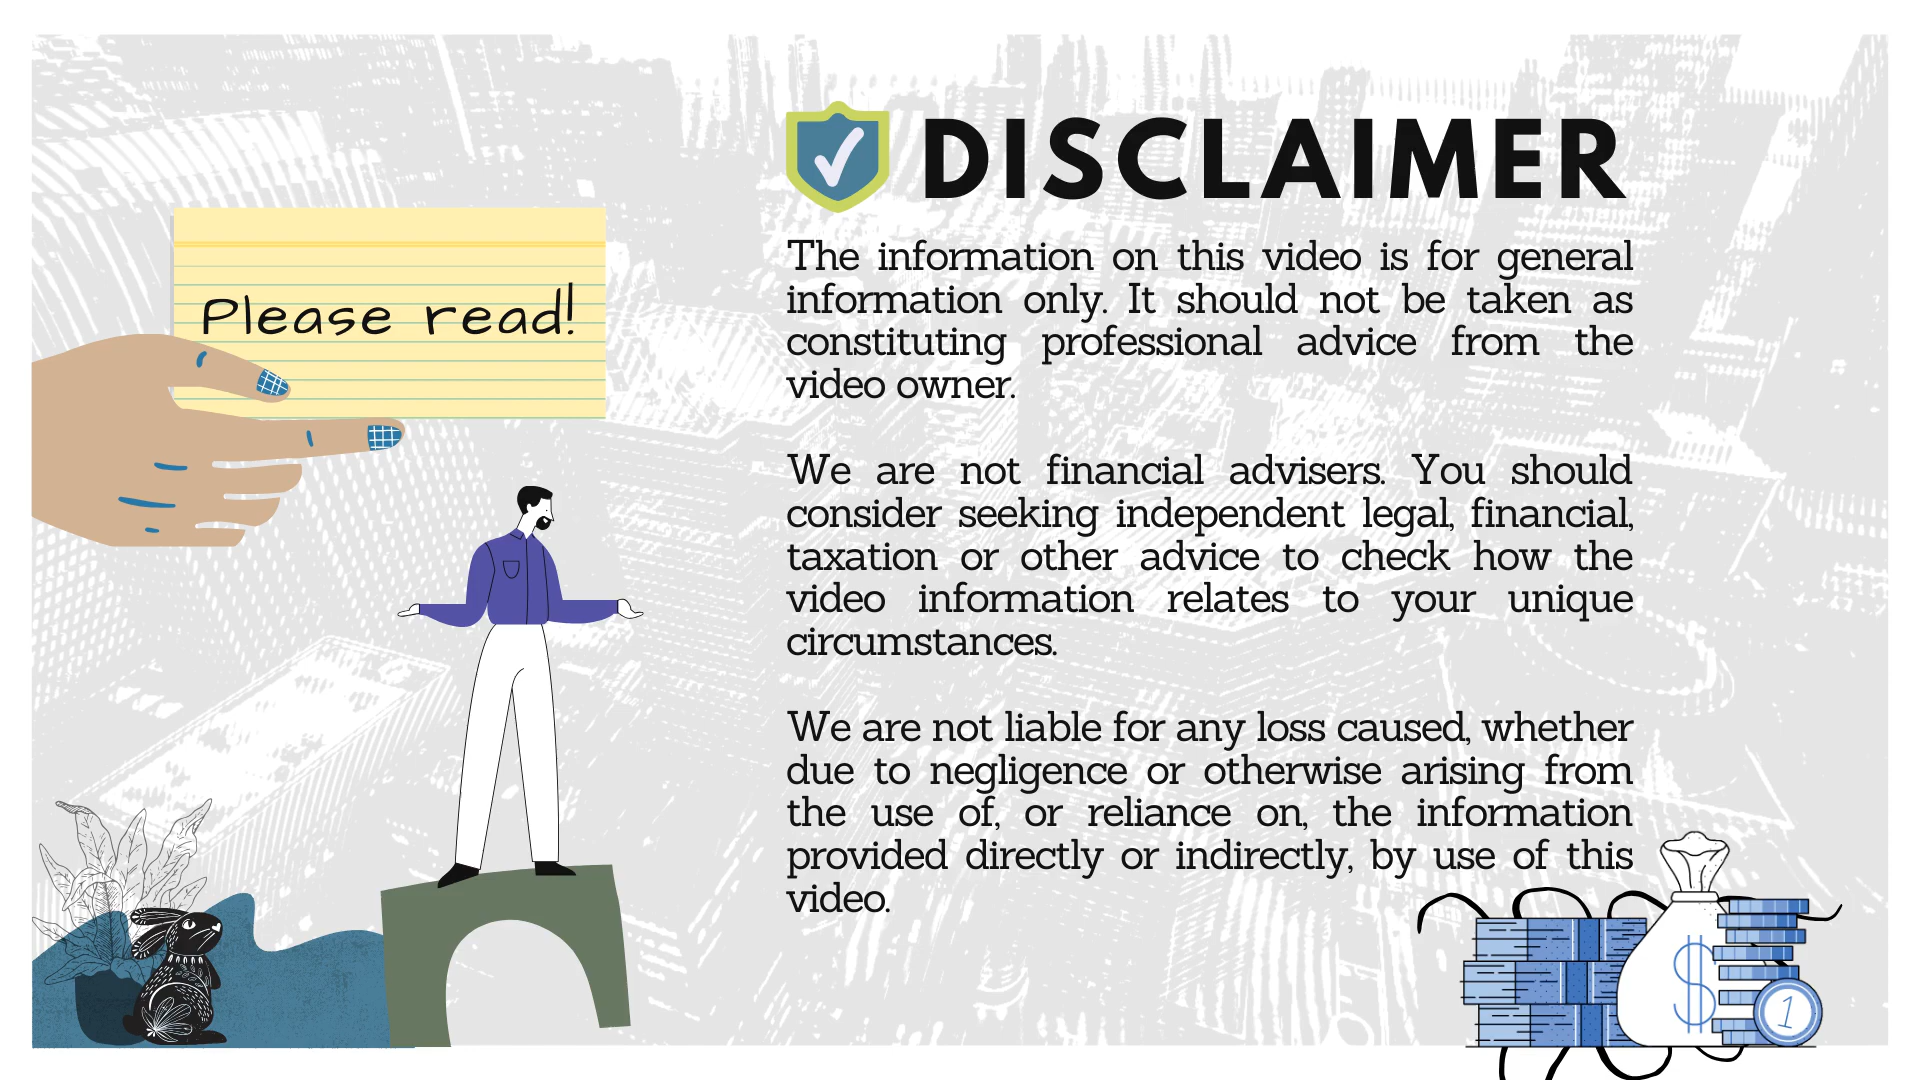 Please read!
DISCLAIMER
The information on this video is for general
information only. It should not be taken as
constituting professional advice from the
video owner.
We are not financial advisers. You should
consider seeking independent legal, financial,
taxation or other advice to check how the
video information relates to your unique
circumstances.
We are not liable for any loss caused, whether
due to negligence or otherwise arising from
the use of, or reliance on, the information
provided directly or indirectly, by use of this
video.
$
1